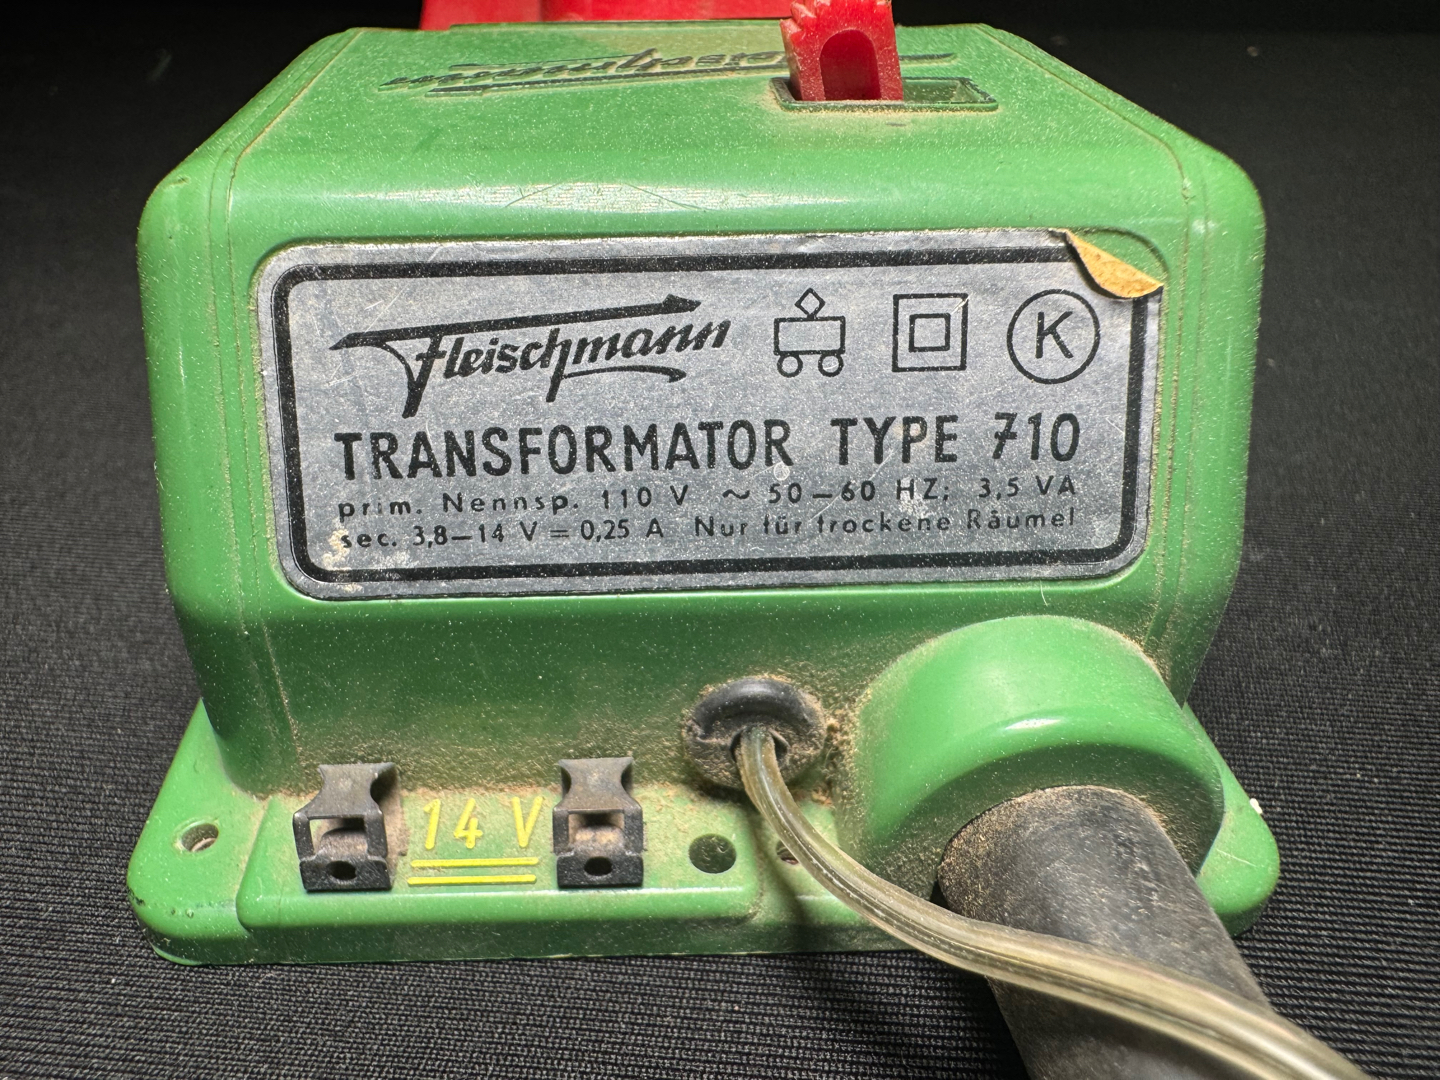 Fleischmann
Fleischmann
K
TRANSFORMATOR TYPE 710
prim. Nennsp. 110 V ~ 50–60 HZ; 3,5 VA
sec. 3,8–14 V = 0,25 A Nur für trockene Räume!
14 V